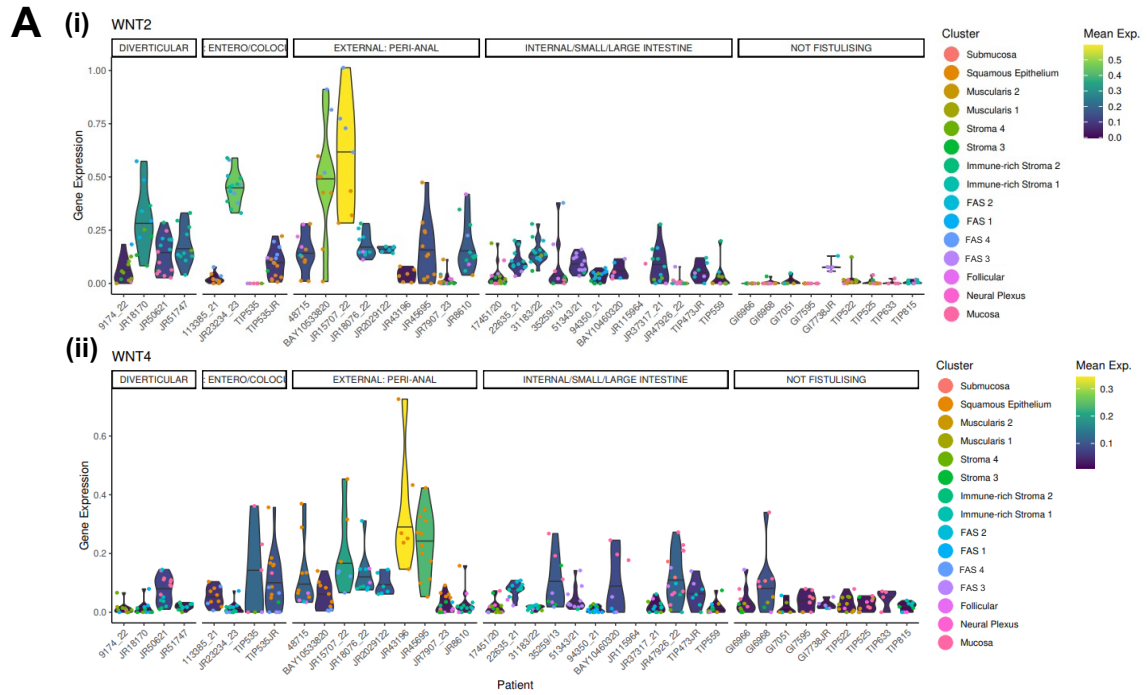 A (i) WNT2
DIVERTICULAR : ENTERO/COLOCU EXTERNAL: PERI-ANAL INTERNAL/SMALL/LARGE INTESTINE NOT FISTULISING
1.00
0.75
0.50
0.25
0.00
Gene Expression
9174_22 JR18170 JR50621 JR51747 113385_21 JR23234_23 TIP535 TIP535JR 48715 BAY10533820 JR15707_22 JR18076_22 JR2029122 JR43196 JR45695 JR7907_22 JR8610 17451/20 22635_21 31183/22 35259/13 51343/21 94350_21 BAY10460320 JR115964 JR37317_21 JR47926_22 TIP473JR TIP559 GI6966 GI6968 GI7051 GI7595 GI7738JR TIP522 TIP525 TIP633 TIP815
Cluster
Submucosa
Squamous Epithelium
Muscularis 2
Muscularis 1
Stroma 4
Stroma 3
Immune-rich Stroma 2
Immune-rich Stroma 1
FAS 2
FAS 1
FAS 4
FAS 3
Follicular
Neural Plexus
Mucosa
Mean Exp.
0.5
0.4
0.3
0.2
0.1
0.0
(ii) WNT4
DIVERTICULAR : ENTERO/COLOCU EXTERNAL: PERI-ANAL INTERNAL/SMALL/LARGE INTESTINE NOT FISTULISING
0.6
0.4
0.2
0.0
Gene Expression
9174_22 JR18170 JR50621 JR51747 113385_21 JR23234_23 TIP535 TIP535JR 48715 BAY10533820 JR15707_22 JR18076_22 JR2029122 JR43196 JR45695 JR7907_23 JR8610 17451/20 22635_21 31183/22 35259/13 51343/21 94350_21 BAY10460320 JR115964 JR37317_21 JR47926_22 TIP473JR TIP559 GI6966 GI6968 GI7051 GI7595 GI7738JR TIP522 TIP525 TIP633 TIP815
Patient
Cluster
Submucosa
Squamous Epithelium
Muscularis 2
Muscularis 1
Stroma 4
Stroma 3
Immune-rich Stroma 2
Immune-rich Stroma 1
FAS 2
FAS 1
FAS 4
FAS 3
Follicular
Neural Plexus
Mucosa
Mean Exp.
0.3
0.2
0.1